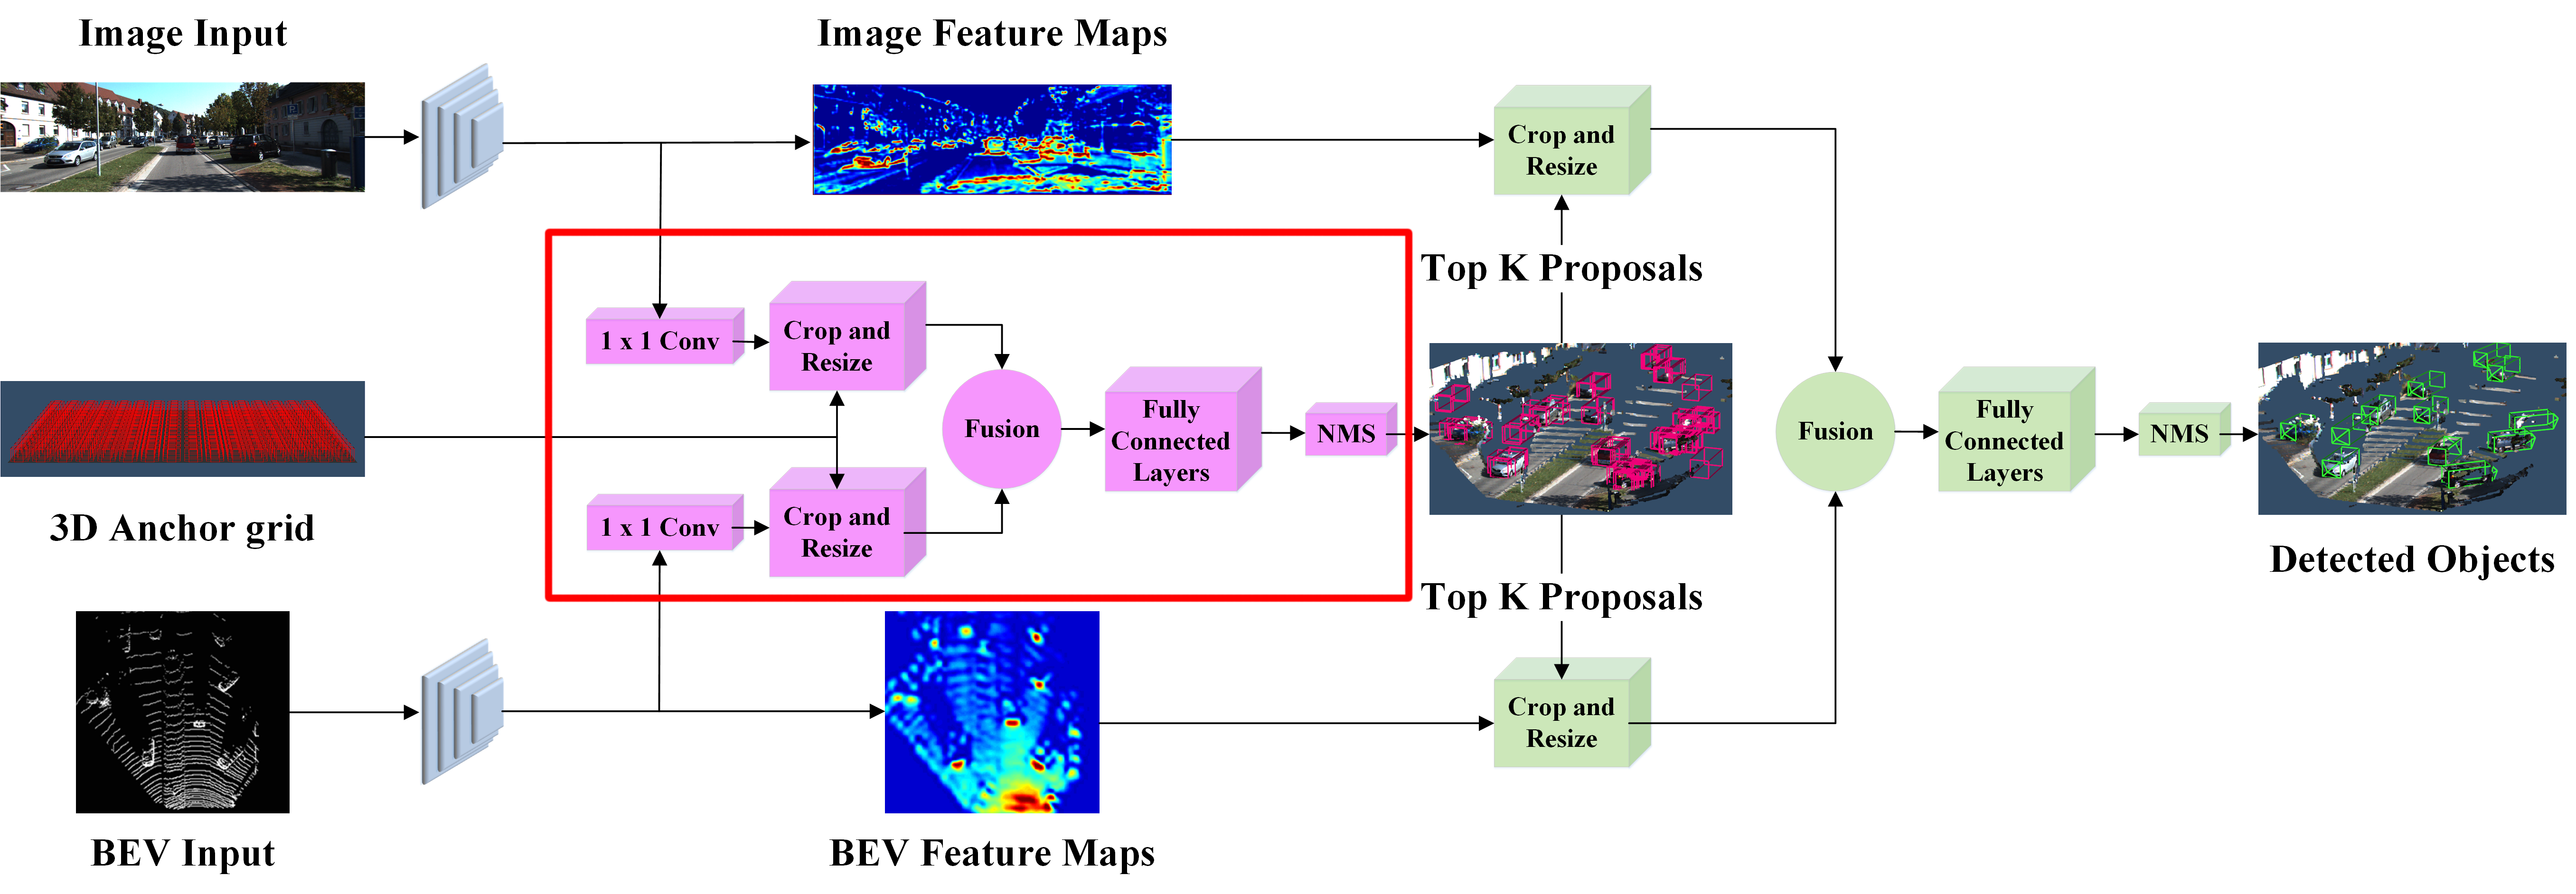 Image Input
Image Feature Maps
Crop and
Resize
Top K Proposals
1 x 1 Conv
Crop and
Resize
Fusion
Fully
Connected
Layers
NMS
Fusion
Fully
Connected
Layers
NMS
3D Anchor grid
1 x 1 Conv
Crop and
Resize
Detected Objects
Top K Proposals
Crop and
Resize
BEV Input
BEV Feature Maps